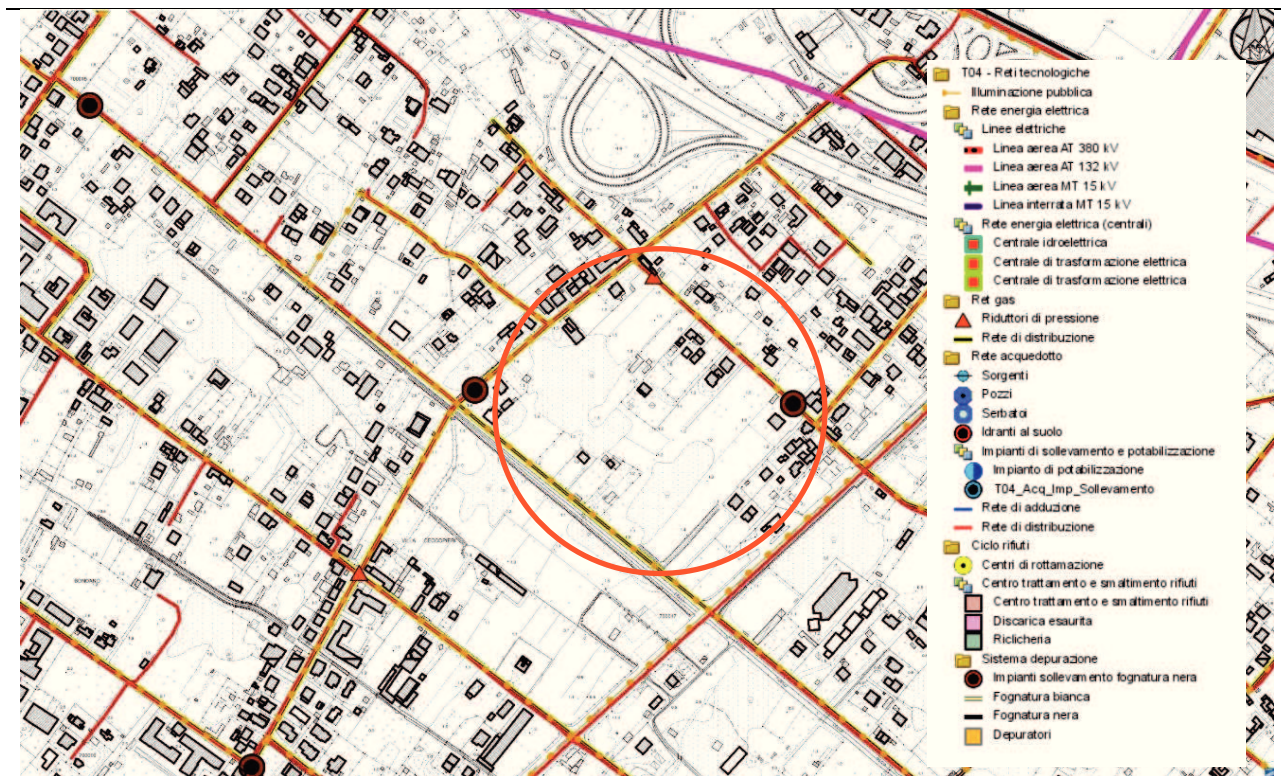 T04 - Reti tecnologiche
Illuminazione pubblica
Rete energia elettrica
Linee elettriche
Linea aerea AT 380 kV
Linea aerea AT 132 kV
Linea aerea MT 15 kV
Linea interrata MT 15 kV
Rete energia elettrica (centrali)
Centrale idroelettrica
Centrale di trasformazione elettrica
Centrale di trasformazione elettrica
Ret gas
Riduttori di pressione
Rete di distribuzione
Rete acquedotto
Sorgenti
Pozzi
Serbatoi
Idranti al suolo
Impianti di sollevamento e potabilizzazione
Impianto di potabilizzazione
T04_Acq_Imp_Sollevamento
Rete di adduzione
Rete di distribuzione
Ciclo rifiuti
Centri di rottamazione
Centro trattamento e smaltimento rifiuti
Centro trattamento e smaltimento rifiuti
Discarica esaurita
Riclicheria
Sistema depurazione
Impianti sollevamento fognatura nera
Fognatura bianca
Fognatura nera
Depuratori